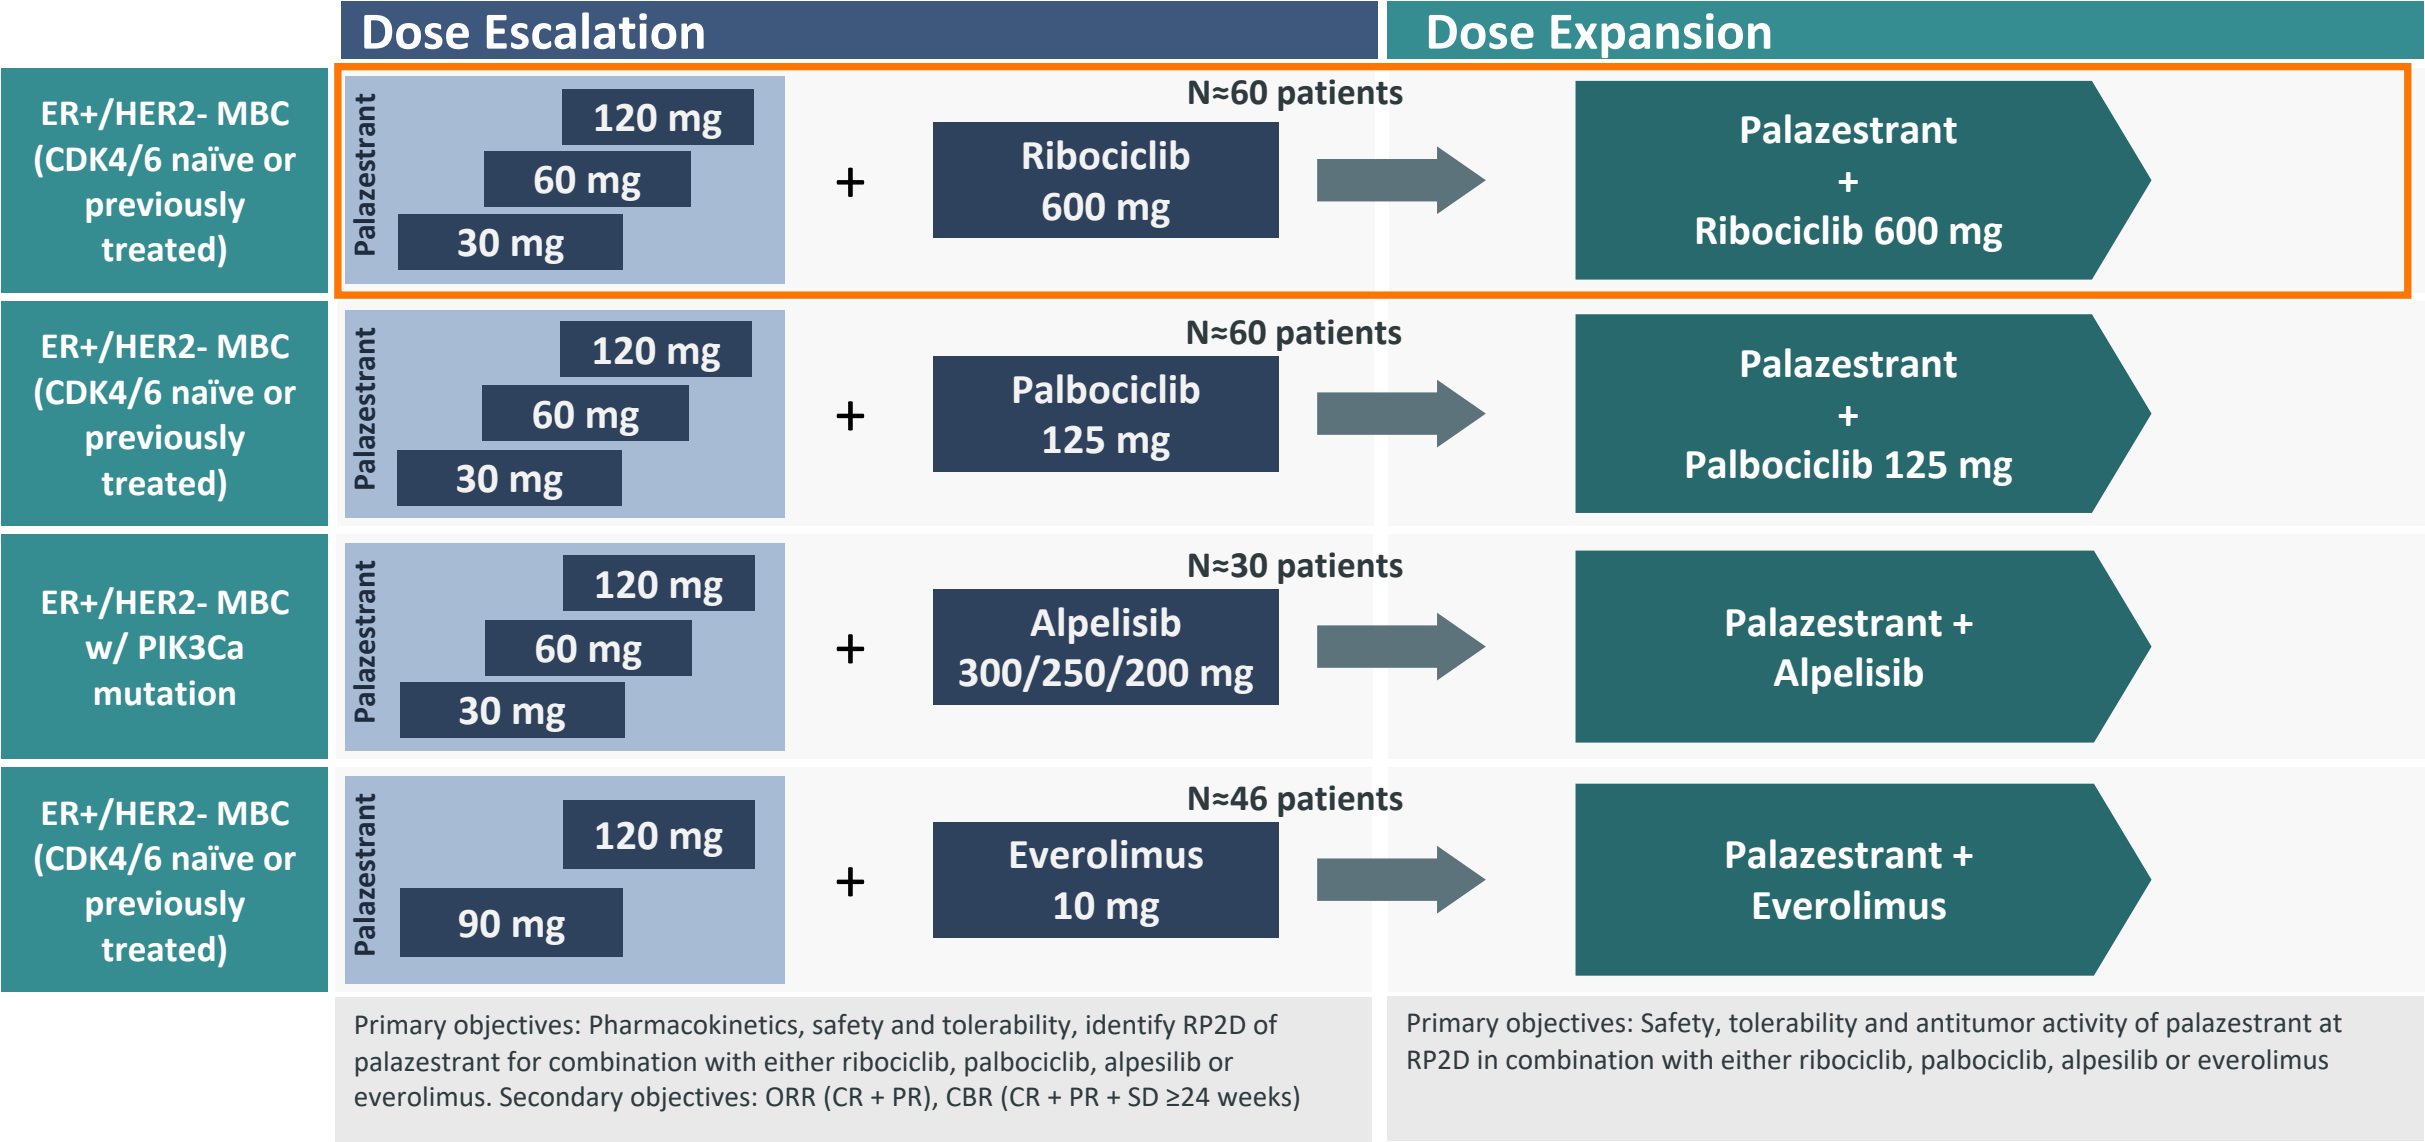 Dose Escalation
Dose Expansion
ER+/HER2- MBC
(CDK4/6 naïve or
previously
treated)
Palazestrant
120 mg
60 mg
30 mg
+
Ribociclib
600 mg
N≈60 patients
Palazestrant
+
Ribociclib 600 mg
ER+/HER2- MBC
(CDK4/6 naïve or
previously
treated)
Palazestrant
120 mg
60 mg
30 mg
+
Palbociclib
125 mg
N≈60 patients
Palazestrant
+
Palbociclib 125 mg
ER+/HER2- MBC
w/ PIK3Ca
mutation
Palazestrant
120 mg
60 mg
30 mg
+
Alpelisib
300/250/200 mg
N≈30 patients
Palazestrant +
Alpelisib
ER+/HER2- MBC
(CDK4/6 naïve or
previously
treated)
Palazestrant
120 mg
90 mg
+
Everolimus
10 mg
N≈46 patients
Palazestrant +
Everolimus
Primary objectives: Pharmacokinetics, safety and tolerability, identify RP2D of
palazestrant for combination with either ribociclib, palbociclib, alpesilib or
everolimus. Secondary objectives: ORR (CR + PR), CBR (CR + PR + SD ≥24 weeks)
Primary objectives: Safety, tolerability and antitumor activity of palazestrant at
RP2D in combination with either ribociclib, palbociclib, alpesilib or everolimus